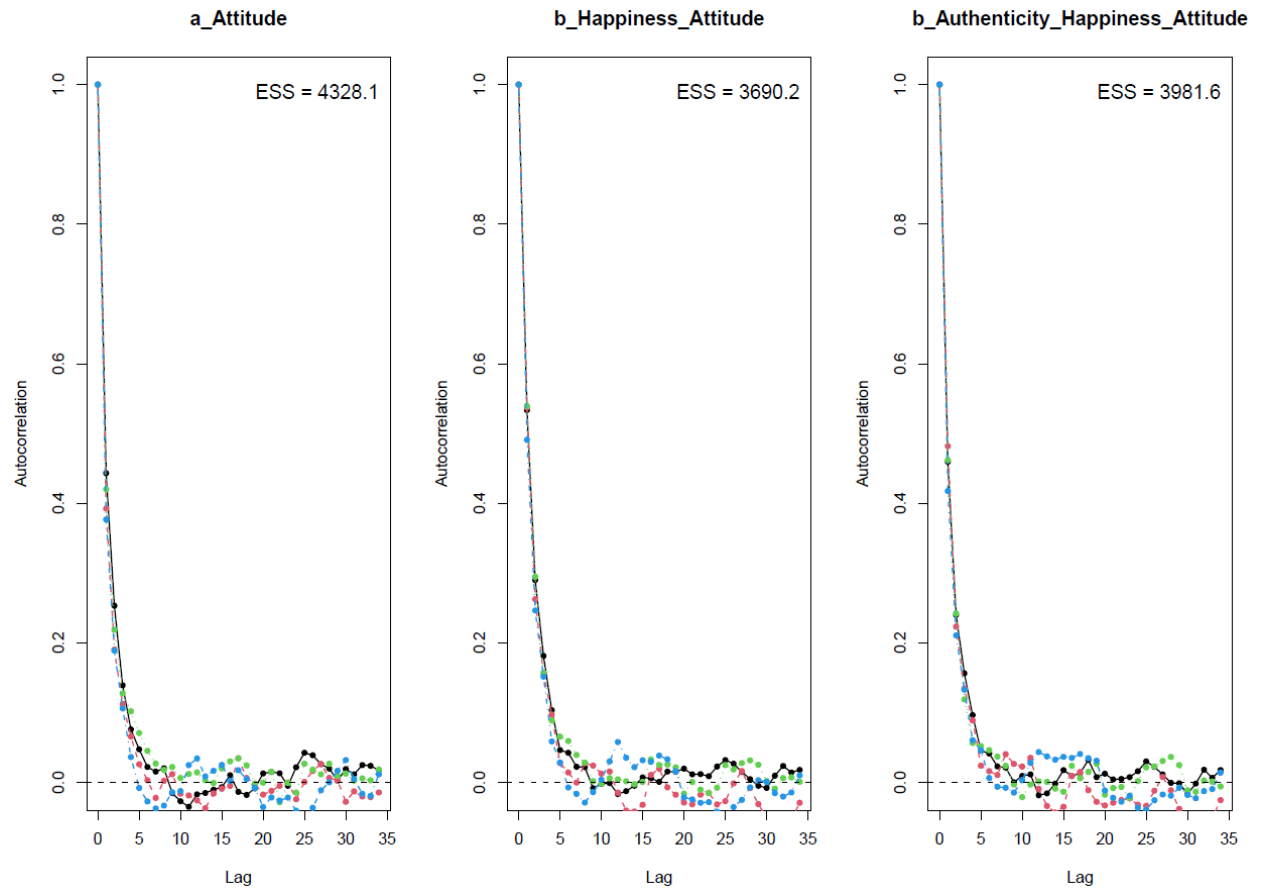 a_Attitude
ESS = 4328.1
Autocorrelation
1.0
0.8
0.6
0.4
0.2
0.0
0 5 10 15 20 25 30 35
Lag
b_Happiness_Attitude
ESS = 3690.2
Autocorrelation
1.0
0.8
0.6
0.4
0.2
0.0
0 5 10 15 20 25 30 35
Lag
b_Authenticity_Happiness_Attitude
ESS = 3981.6
Autocorrelation
1.0
0.8
0.6
0.4
0.2
0.0
0 5 10 15 20 25 30 35
Lag